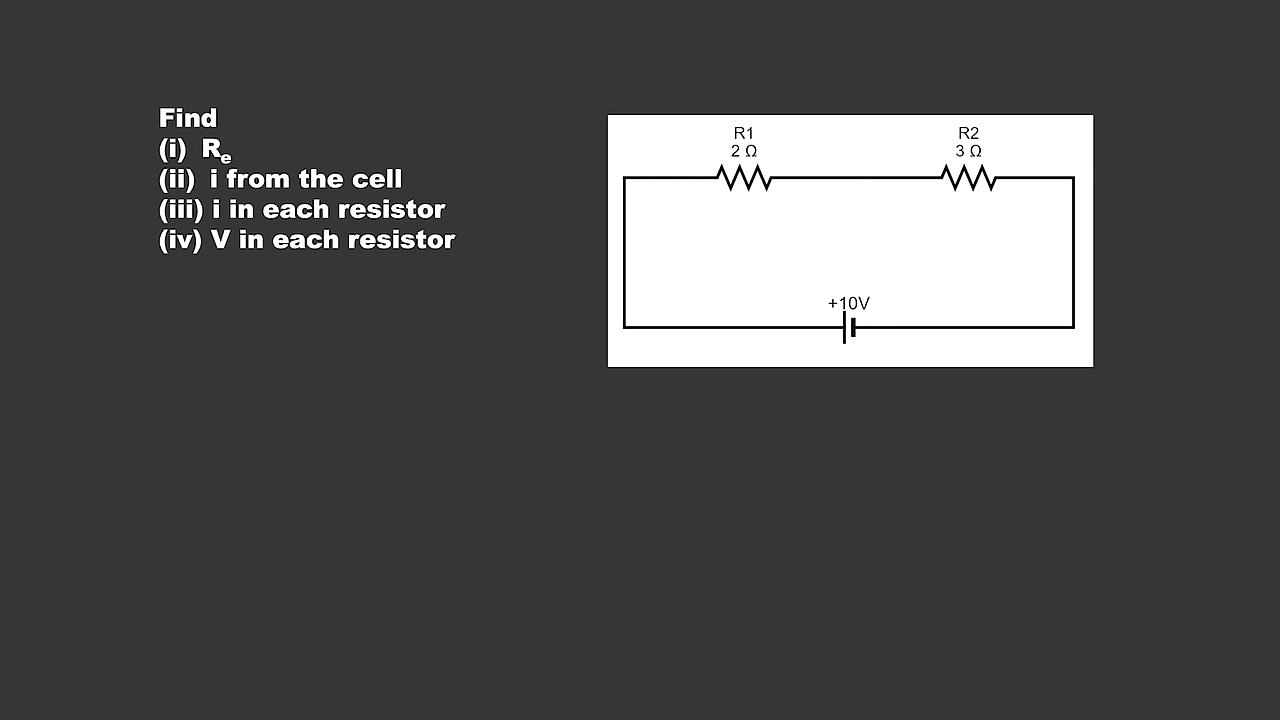 Find
(i) Re
(ii) i from the cell
(iii) i in each resistor
(iv) V in each resistor
R1
2 Ω
R2
3 Ω
+10V